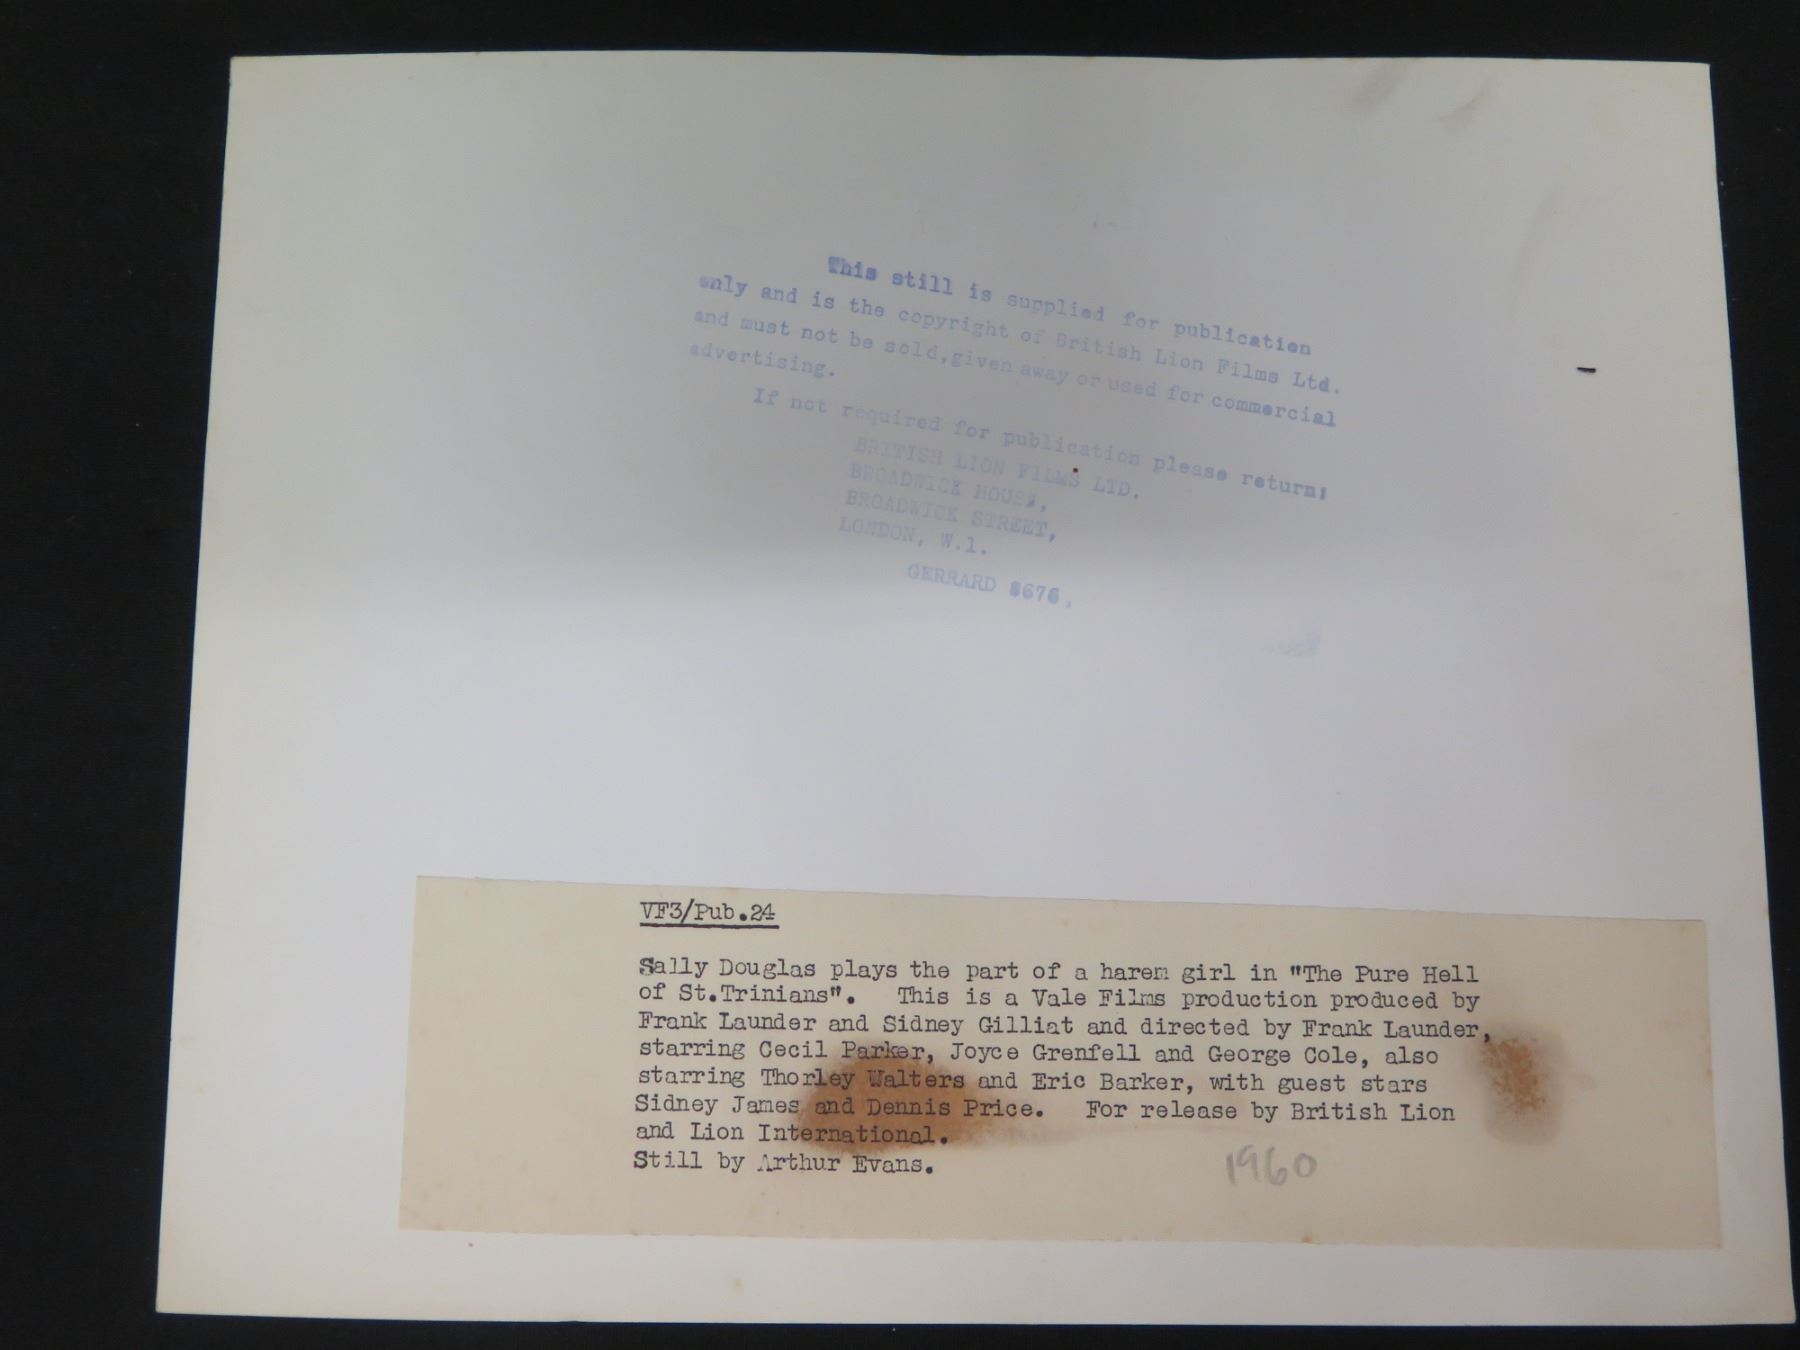 This still is supplied for publication
only and is the copyright of British Lion Films Ltd.
and must not be sold,given away or used for commercial
advertising.
If not required for publication please return:
BRITISH LION FILMS LTD.
BROADWICK HOUSE,
BROADWICK STREET,
LONDON, W.1.
GERRARD 8676.
VF3/Pub.24
Sally Douglas plays the part of a harem girl in "The Pure Hell
of St.Trinians". This is a Vale Films production produced by
Frank Launder and Sidney Gilliat and directed by Frank Launder,
starring Cecil Parker, Joyce Grenfell and George Cole, also
starring Thorley Walters and Eric Barker, with guest stars
Sidney James and Dennis Price. For release by British Lion
and Lion International.
Still by Arthur Evans.
1960